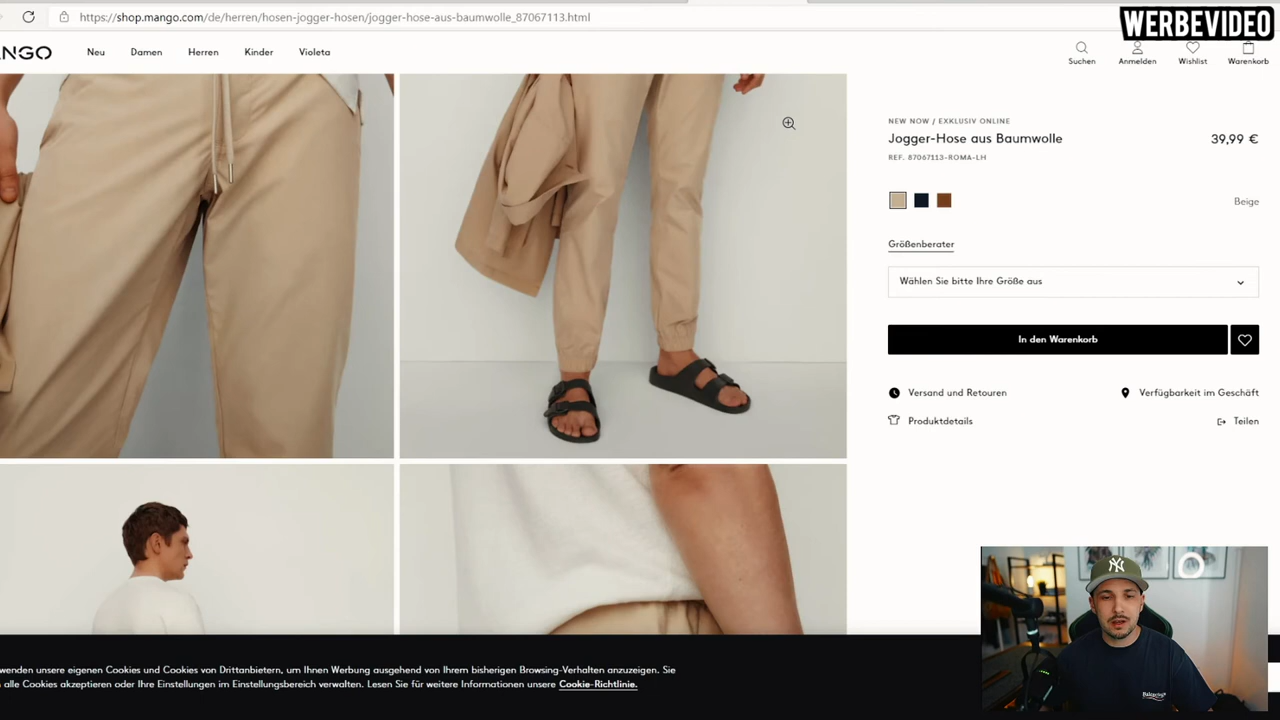 https://shop.mango.com/de/herren/hosen-jogger-hosen/jogger-hose-aus-baumwolle_87067113.html
WERBEVIDEO
NGO
Neu Damen Herren Kinder Violeta
Suchen Anmelden Wishlist Warenkorb
NEW NOW / EXKLUSIV ONLINE
Jogger-Hose aus Baumwolle 39,99 €
REF. 87067113-ROMA-LH
Beige
Größenberater
Wählen Sie bitte Ihre Größe aus
In den Warenkorb
Versand und Retouren Verfügbarkeit im Geschäft
Produktdetails Teilen
wenden unsere eigenen Cookies und Cookies von Drittanbietern, um Ihnen Werbung ausgehend von Ihrem bisherigen Browsing-Verhalten anzuzeigen. Sie
alle Cookies akzeptieren oder Ihre Einstellungen im Einstellungsbereich verwalten. Lesen Sie für weitere Informationen unsere Cookie-Richtlinie.
NY